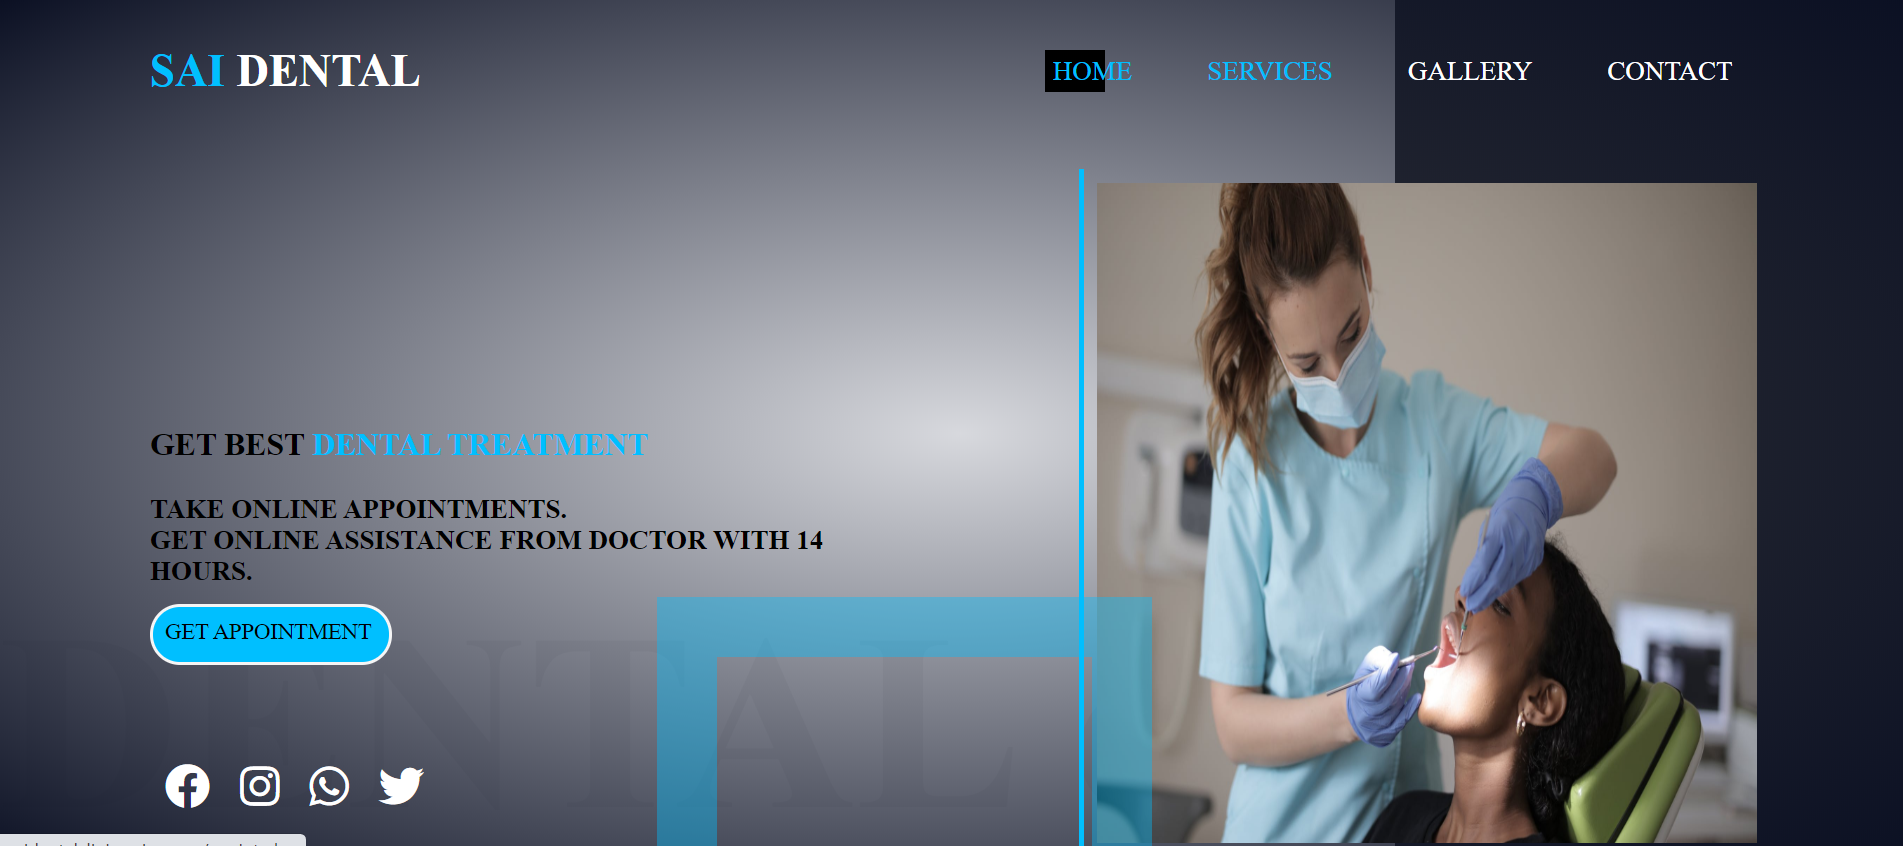 SAI DENTAL
HOME SERVICES GALLERY CONTACT
GET BEST DENTAL TREATMENT
TAKE ONLINE APPOINTMENTS.
GET ONLINE ASSISTANCE FROM DOCTOR WITH 14
HOURS.
GET APPOINTMENT
DENTAL